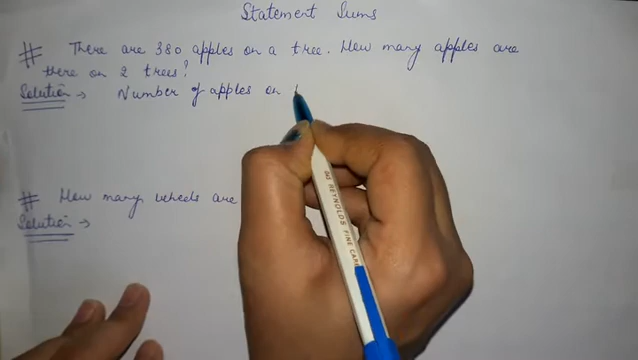 Statement Sums
# There are 380 apples on a tree. How many apples are
there on 2 trees?
Solution → Number of apples on
# How many wheels are
Solution →
045 REYNOLDS FINE CARB